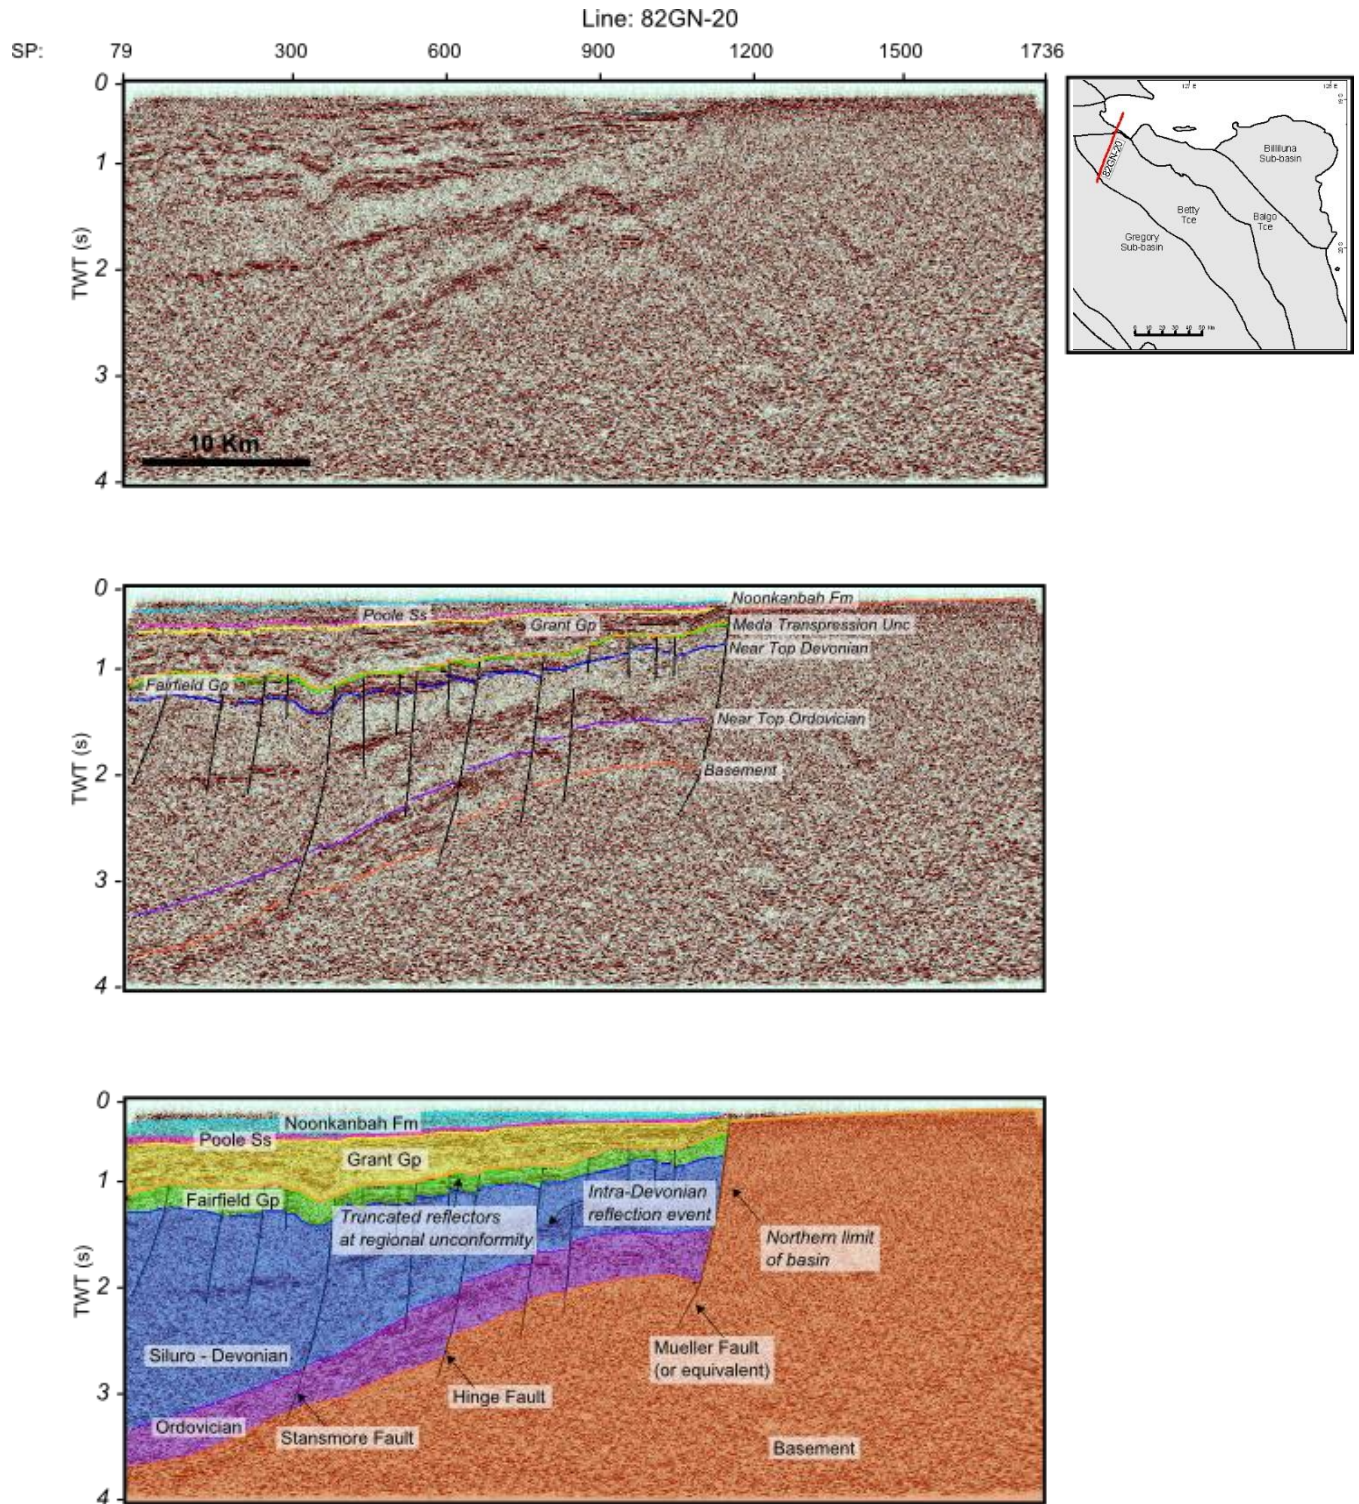 Line: 82GN-20
SP: 79 300 600 900 1200 1500 1736
0
1
2
3
4
TWT (s)
10 Km
82GN-20
Billiluna
Sub-basin
Betty
Tce
Balgo
Tce
Gregory
Sub-basin
0
1
2
3
4
TWT (s)
Noonkanbah Fm
Poole Ss
Grant Gp
Meda Transpression Unc
Near Top Devonian
Fairfield Gp
Near Top Ordovician
Basement
0
1
2
3
4
TWT (s)
Noonkanbah Fm
Poole Ss
Grant Gp
Fairfield Gp
Truncated reflectors
at regional unconformity
Intra-Devonian
reflection event
Northern limit
of basin
Siluro - Devonian
Mueller Fault
(or equivalent)
Hinge Fault
Ordovician
Stansmore Fault
Basement